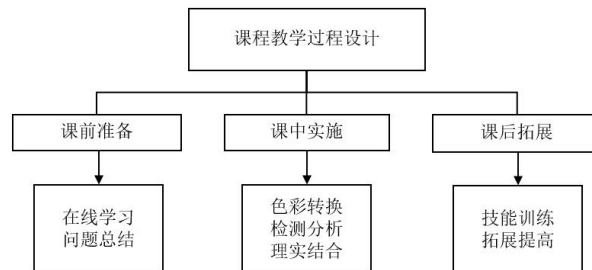 课程教学过程设计
课前准备
课中实施
课后拓展
在线学习
问题总结
色彩转换
检测分析
理实结合
技能训练
拓展提高